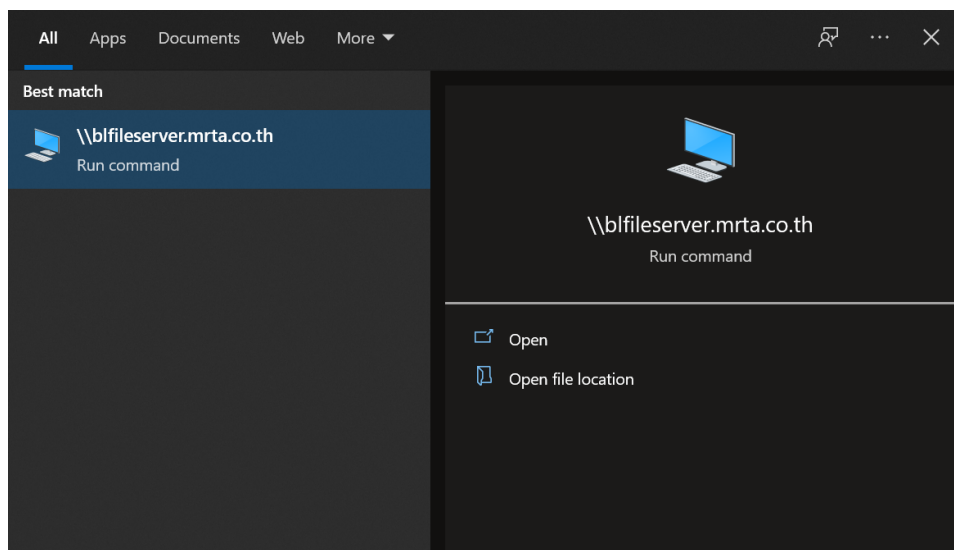 All Apps Documents Web More
Best match
\\blfileserver.mrta.co.th
Run command
\\blfileserver.mrta.co.th
Run command
Open
Open file location